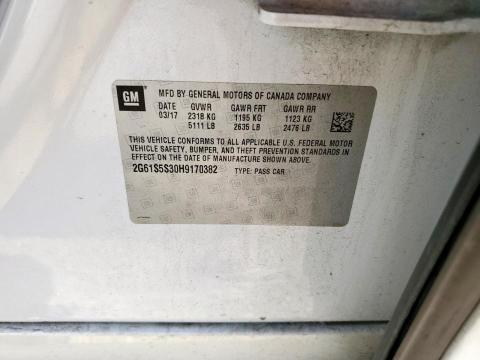 GM
MFD BY GENERAL MOTORS OF CANADA COMPANY
DATE GVWR GAWR FRT GAWR RR
03/17 2318 KG 1195 KG 1123 KG
5111 LB 2635 LB 2476 LB
THIS VEHICLE CONFORMS TO ALL APPLICABLE U.S. FEDERAL MOTOR
VEHICLE SAFETY, BUMPER, AND THEFT PREVENTION STANDARDS IN
EFFECT ON THE DATE OF MANUFACTURE SHOWN ABOVE.
2G61S5S30H9170382 TYPE: PASS CAR